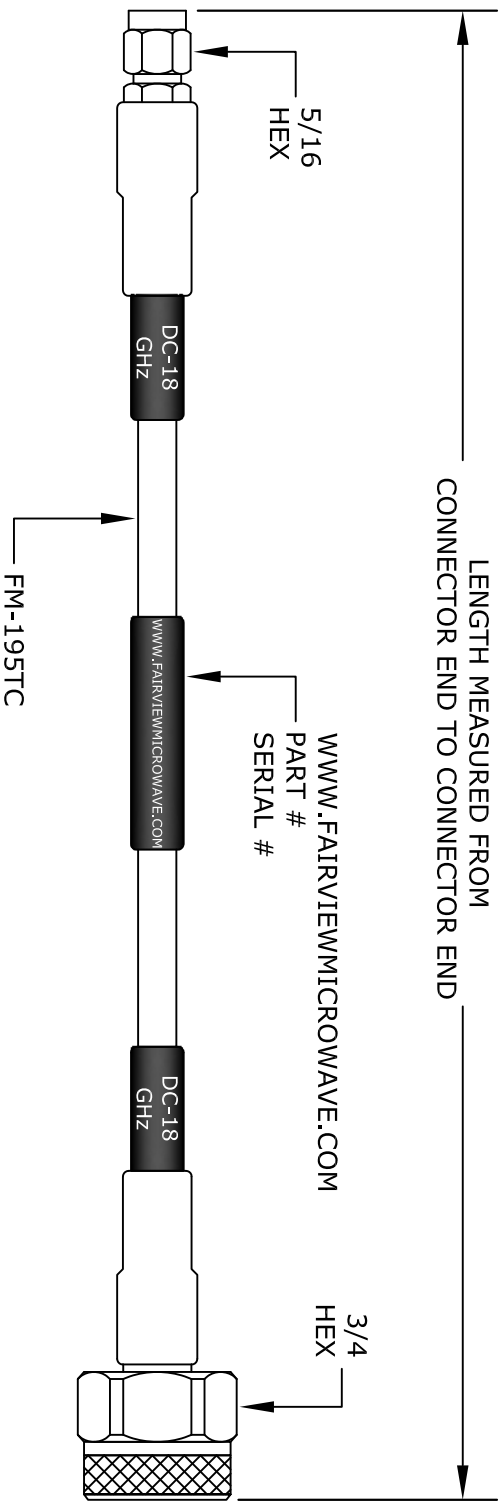 LENGTH MEASURED FROM
CONNECTOR END TO CONNECTOR END
5/16
HEX
WWW.FAIRVIEWMICROWAVE.COM
PART #
SERIAL #
3/4
HEX
DC-18
GHz
WWW.FAIRVIEWMICROWAVE.COM
DC-18
GHz
FM-195TC